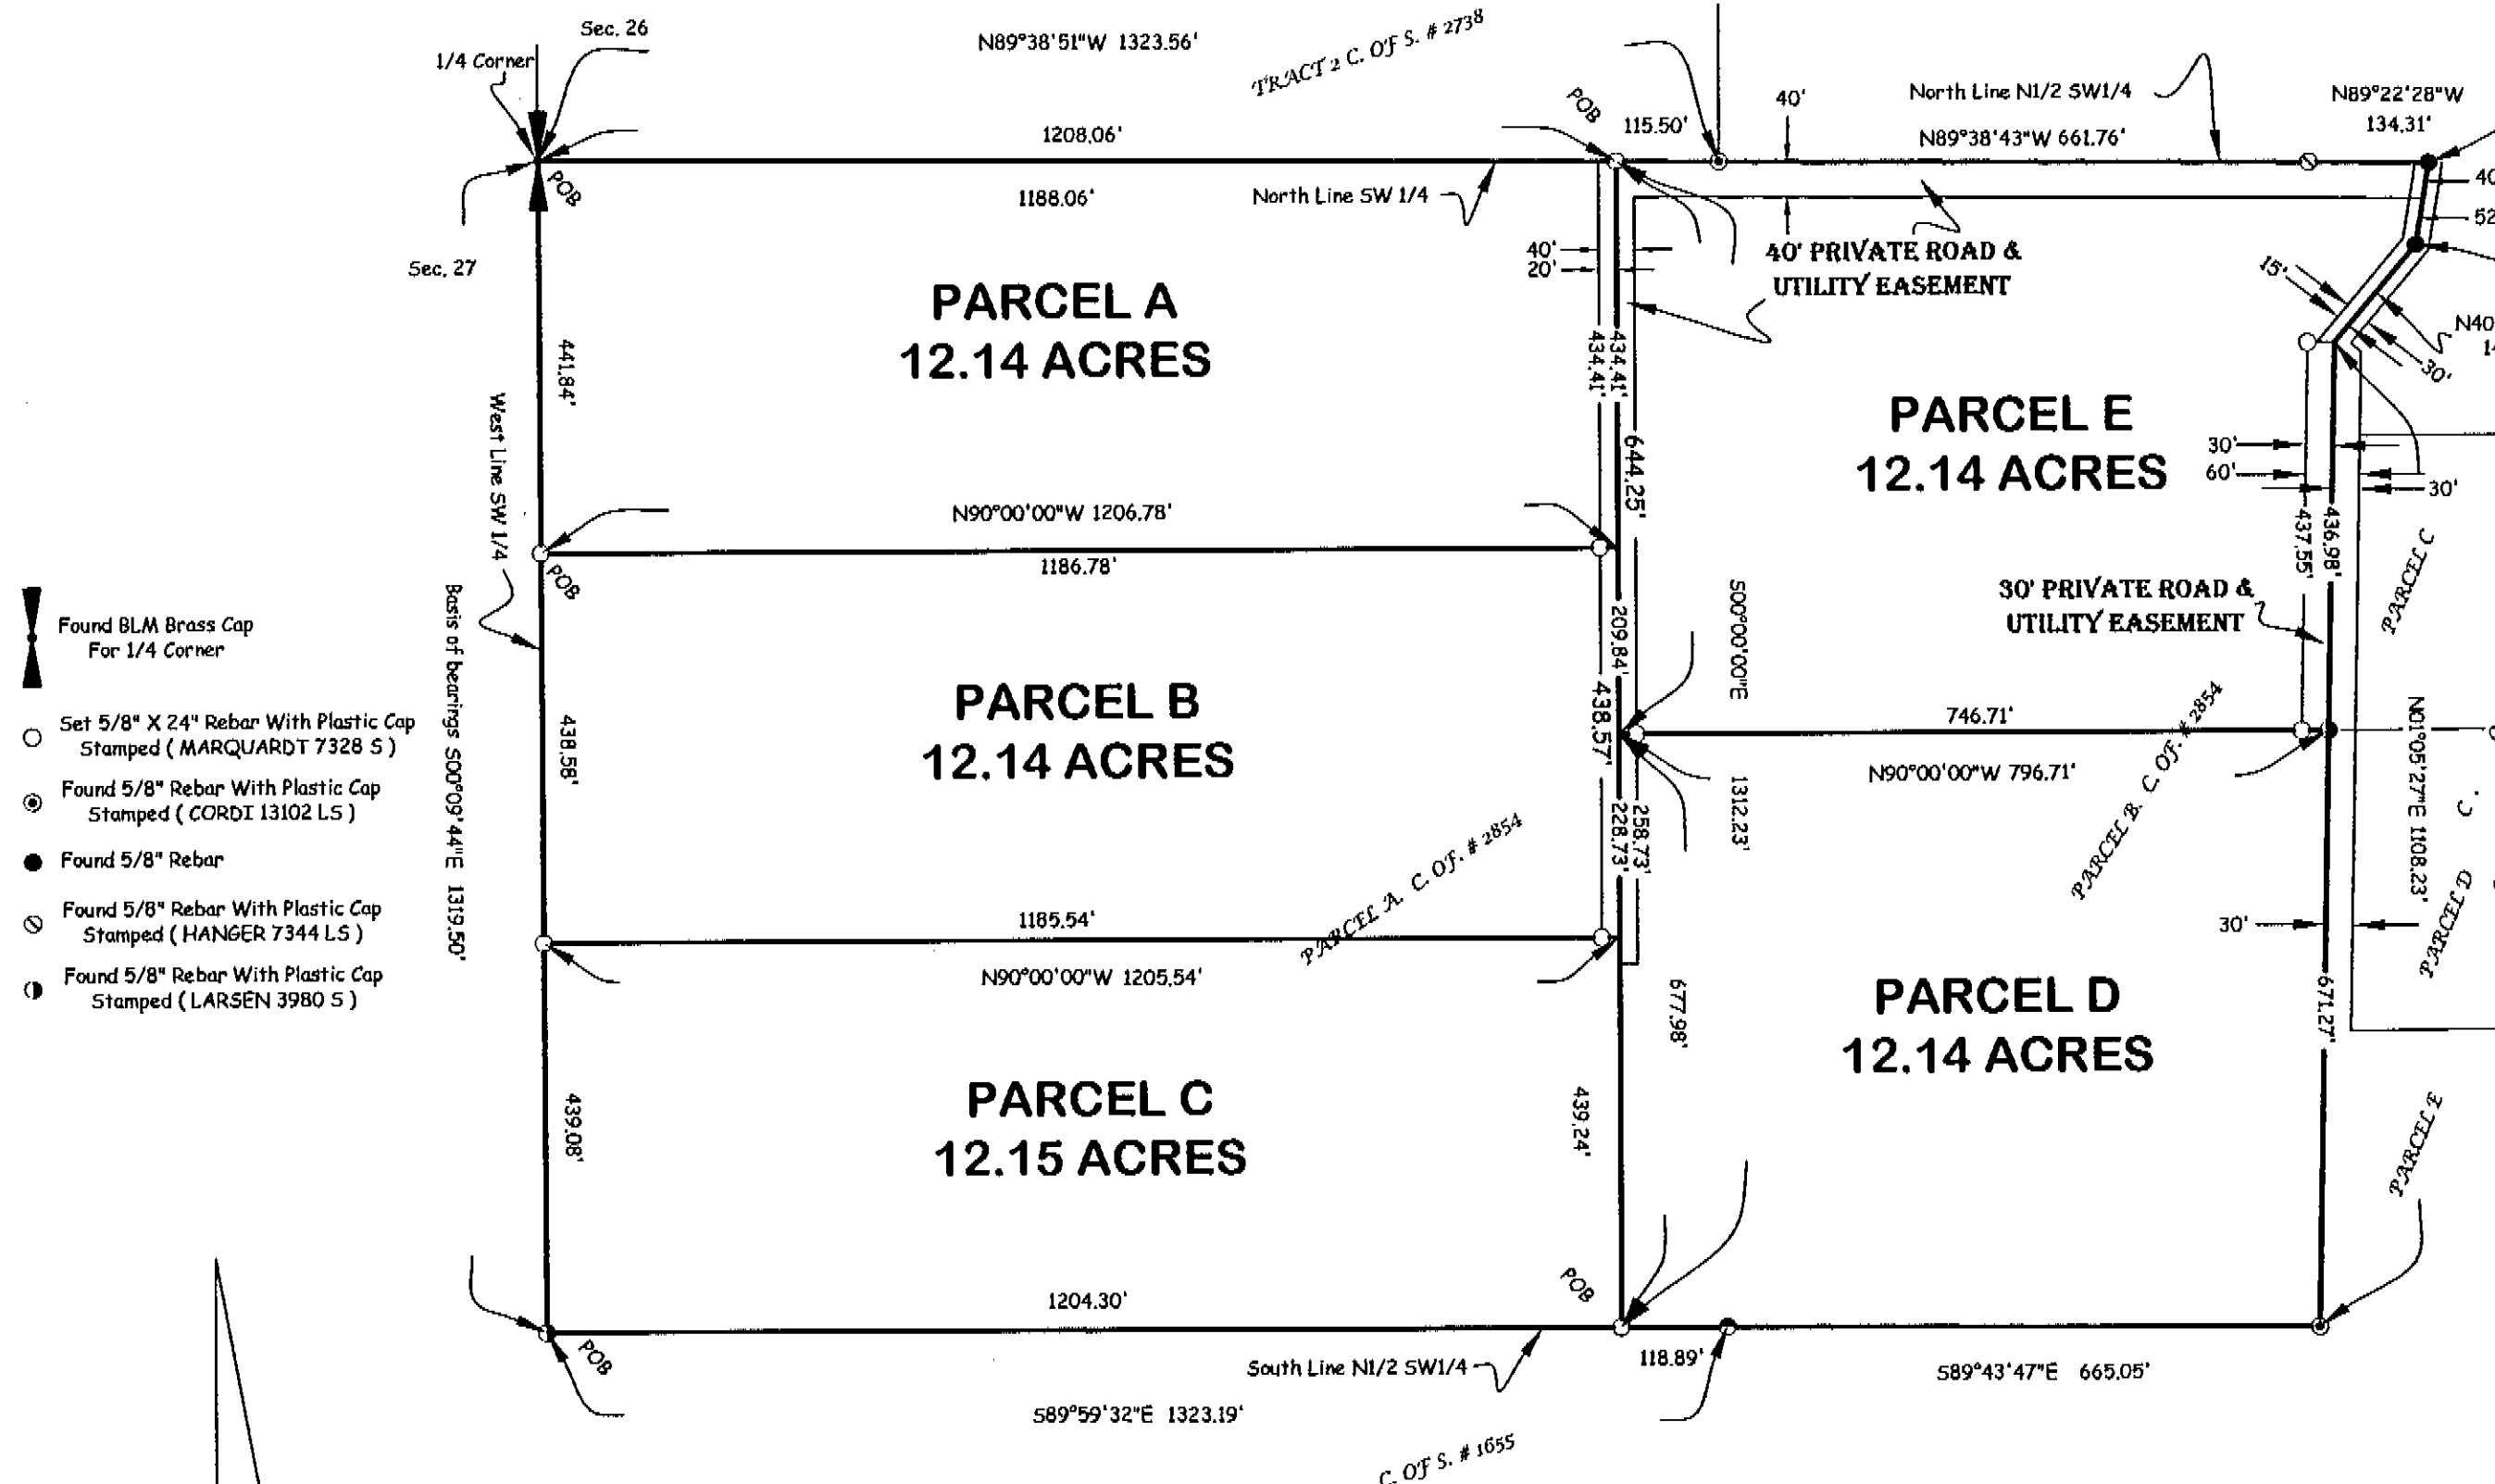 Sec. 26
1/4 Corner
N89°38'51"W 1323.56'
TRACT 2 C. OF S. # 2738
POB
115.50'
40'
North Line N1/2 SW1/4
N89°22'28"W
134.31'
1208.06'
N89°38'43"W 661.76'
POB
1188.06'
North Line SW 1/4
Sec. 27
40'
20'
40' PRIVATE ROAD &
UTILITY EASEMENT
40
52
15'
N40
14
30'
PARCEL A
12.14 ACRES
441.84'
West Line SW 1/4
434.41'
434.41'
644.25'
PARCEL E
12.14 ACRES
30'
60'
30'
437.55'
436.98'
PARCEL C
N90°00'00"W 1206.78'
1186.78'
POB
30' PRIVATE ROAD &
UTILITY EASEMENT
Found BLM Brass Cap
For 1/4 Corner
Set 5/8" X 24" Rebar With Plastic Cap
Stamped ( MARQUARDT 7328 S )
Found 5/8" Rebar With Plastic Cap
Stamped ( CORDI 13102 LS )
Found 5/8" Rebar
Found 5/8" Rebar With Plastic Cap
Stamped ( HANGER 7344 LS )
Found 5/8" Rebar With Plastic Cap
Stamped ( LARSEN 3980 S )
Basis of bearings S00°09'44"E 1319.50'
PARCEL B
12.14 ACRES
438.58'
209.84'
438.57'
S00°00'00"E
1312.23'
746.71'
N90°00'00"W 796.71'
PARCEL B. C. OF. # 2854
N01°05'27"E 1108.23'
C.
PARCEL D
228.73'
258.73'
PARCEL A. C. OF. # 2854
1185.54'
N90°00'00"W 1205.54'
30'
677.98'
PARCEL D
12.14 ACRES
671.27'
PARCEL C
12.15 ACRES
439.08'
439.24'
PARCEL E
1204.30'
POB
POB
South Line N1/2 SW1/4
118.89'
S89°43'47"E 665.05'
S89°59'32"E 1323.19'
C. OF S. # 1655